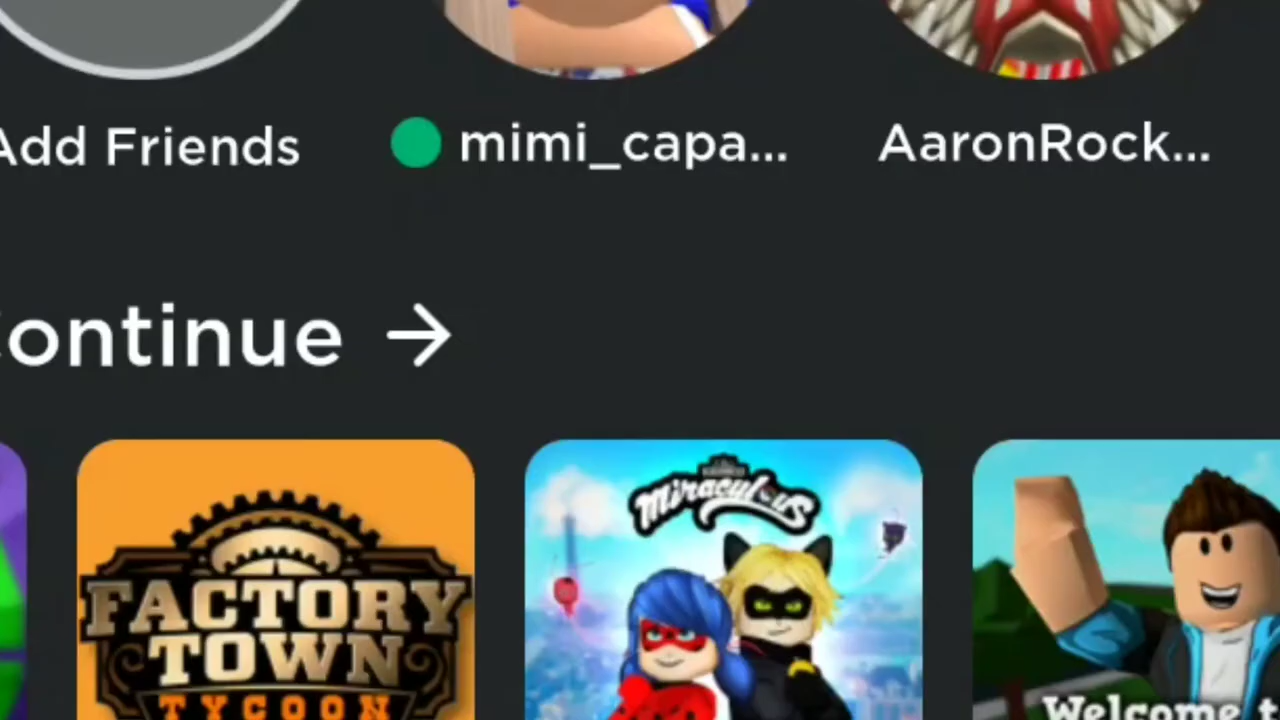 Add Friends
mimi_capa...
AaronRock...
Continue →
FACTORY
TOWN
TYCOON
Miraculous
Welcome t